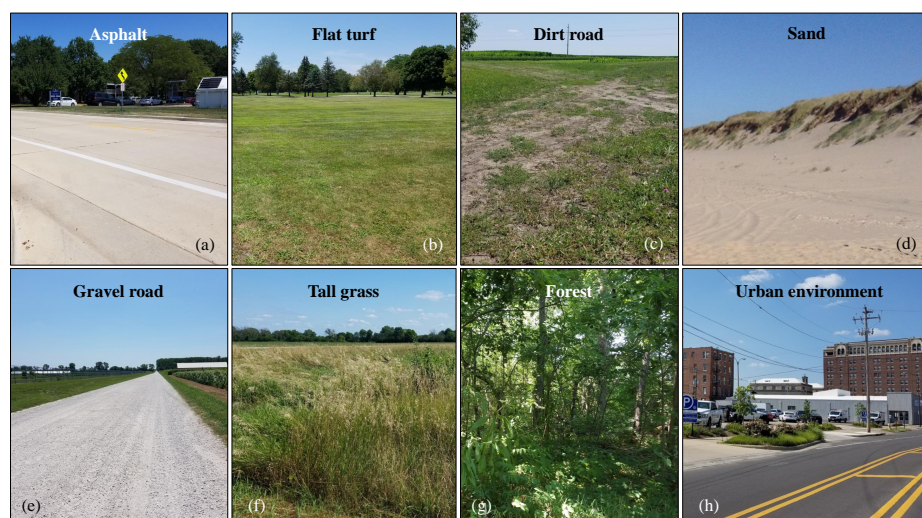 Asphalt
(a)
Flat turf
(b)
Dirt road
(c)
Sand
(d)
Gravel road
(e)
Tall grass
(f)
Forest
(g)
Urban environment
P
(h)